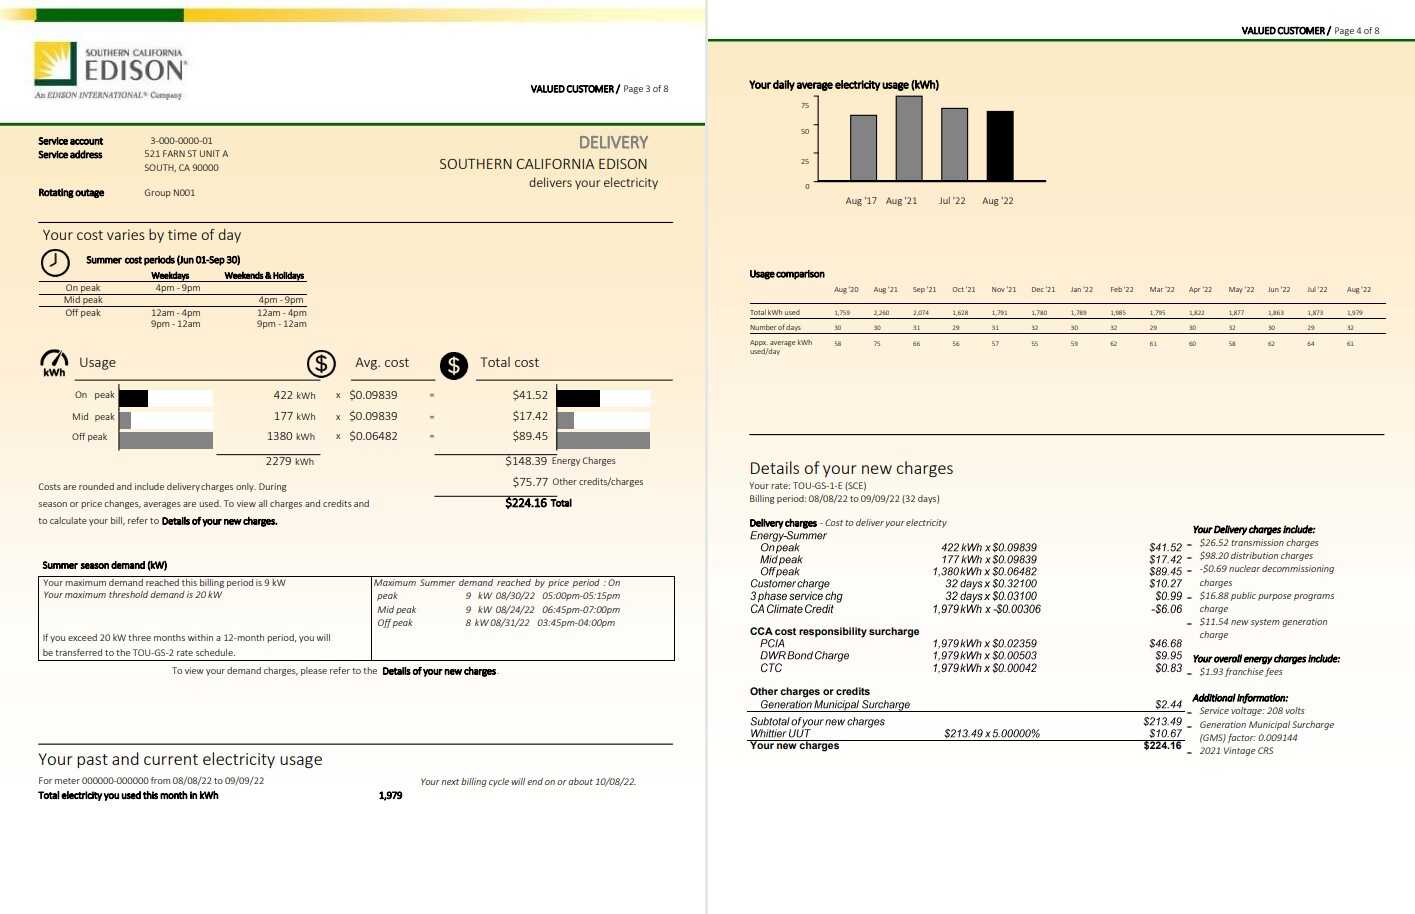 SOUTHERN CALIFORNIA
EDISON®
An EDISON INTERNATIONAL® Company
VALUED CUSTOMER / Page 3 of 8
Service account 3-000-0000-01
Service address 521 FARN ST UNIT A
SOUTH, CA 90000
Rotating outage Group N001
DELIVERY
SOUTHERN CALIFORNIA EDISON
delivers your electricity
Your cost varies by time of day
Summer cost periods (Jun 01-Sep 30)
Weekdays Weekends & Holidays
On peak 4pm - 9pm
Mid peak 4pm - 9pm
Off peak 12am - 4pm 12am - 4pm
9pm - 12am 9pm - 12am
kWh Usage $ Avg. cost $ Total cost
On peak 422 kWh x $0.09839 = $41.52
Mid peak 177 kWh x $0.09839 = $17.42
Off peak 1380 kWh x $0.06482 = $89.45
2279 kWh $148.39 Energy Charges
$75.77 Other credits/charges
$224.16 Total
Costs are rounded and include delivery charges only. During
season or price changes, averages are used. To view all charges and credits and
to calculate your bill, refer to Details of your new charges.
Summer season demand (kW)
Your maximum demand reached this billing period is 9 kW
Your maximum threshold demand is 20 kW
If you exceed 20 kW three months within a 12-month period, you will
be transferred to the TOU-GS-2 rate schedule.
Maximum Summer demand reached by price period : On
peak 9 kW 08/30/22 05:00pm-05:15pm
Mid peak 9 kW 08/24/22 06:45pm-07:00pm
Off peak 8 kW 08/31/22 03:45pm-04:00pm
To view your demand charges, please refer to the Details of your new charges.
Your past and current electricity usage
For meter 000000-000000 from 08/08/22 to 09/09/22 Your next billing cycle will end on or about 10/08/22.
Total electricity you used this month in kWh 1,979
VALUED CUSTOMER / Page 4 of 8
Your daily average electricity usage (kWh)
75
50
25
0
Aug '17 Aug '21 Jul '22 Aug '22
Usage comparison
Aug '20 Aug '21 Sep '21 Oct '21 Nov '21 Dec '21 Jan '22 Feb '22 Mar '22 Apr '22 May '22 Jun '22 Jul '22 Aug '22
Total kWh used 1,759 2,260 2,074 1,628 1,791 1,780 1,789 1,985 1,795 1,822 1,877 1,863 1,873 1,979
Number of days 30 30 31 29 31 32 30 32 29 30 32 30 29 32
Appx. average kWh 58 75 66 56 57 55 59 62 61 60 58 62 64 61
used/day
Details of your new charges
Your rate: TOU-GS-1-E (SCE)
Billing period: 08/08/22 to 09/09/22 (32 days)
Delivery charges - Cost to deliver your electricity
Energy-Summer
On peak 422 kWh x $0.09839 $41.52
Mid peak 177 kWh x $0.09839 $17.42
Off peak 1,380 kWh x $0.06482 $89.45
Customer charge 32 days x $0.32100 $10.27
3 phase service chg 32 days x $0.03100 $0.99
CA Climate Credit 1,979 kWh x -$0.00306 -$6.06
CCA cost responsibility surcharge
PCIA 1,979 kWh x $0.02359 $46.68
DWR Bond Charge 1,979 kWh x $0.00503 $9.95
CTC 1,979 kWh x $0.00042 $0.83
Other charges or credits
Generation Municipal Surcharge $2.44
Subtotal of your new charges $213.49
Whittier UUT $213.49 x 5.00000% $10.67
Your new charges $224.16
Your Delivery charges include:
– $26.52 transmission charges
– $98.20 distribution charges
– -$0.69 nuclear decommissioning
charges
– $16.88 public purpose programs
charge
– $11.54 new system generation
charge
Your overall energy charges include:
– $1.93 franchise fees
Additional information:
– Service voltage: 208 volts
– Generation Municipal Surcharge
(GMS) factor: 0.009144
– 2021 Vintage CRS